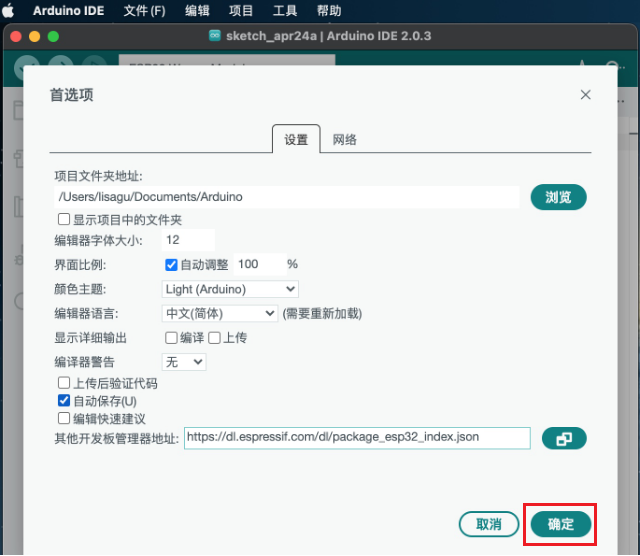 Arduino IDE 文件(F) 编辑 项目 工具 帮助
sketch_apr24a | Arduino IDE 2.0.3
首选项
设置 网络
项目文件夹地址:
/Users/lisagu/Documents/Arduino 浏览
显示项目中的文件夹
编辑器字体大小: 12
界面比例: 自动调整 100 %
颜色主题: Light (Arduino)
编辑器语言: 中文(简体) (需要重新加载)
显示详细输出 编译 上传
编译器警告 无
上传后验证代码
自动保存(U)
编辑快速建议
其他开发板管理器地址: https://dl.espressif.com/dl/package_esp32_index.json
取消 确定